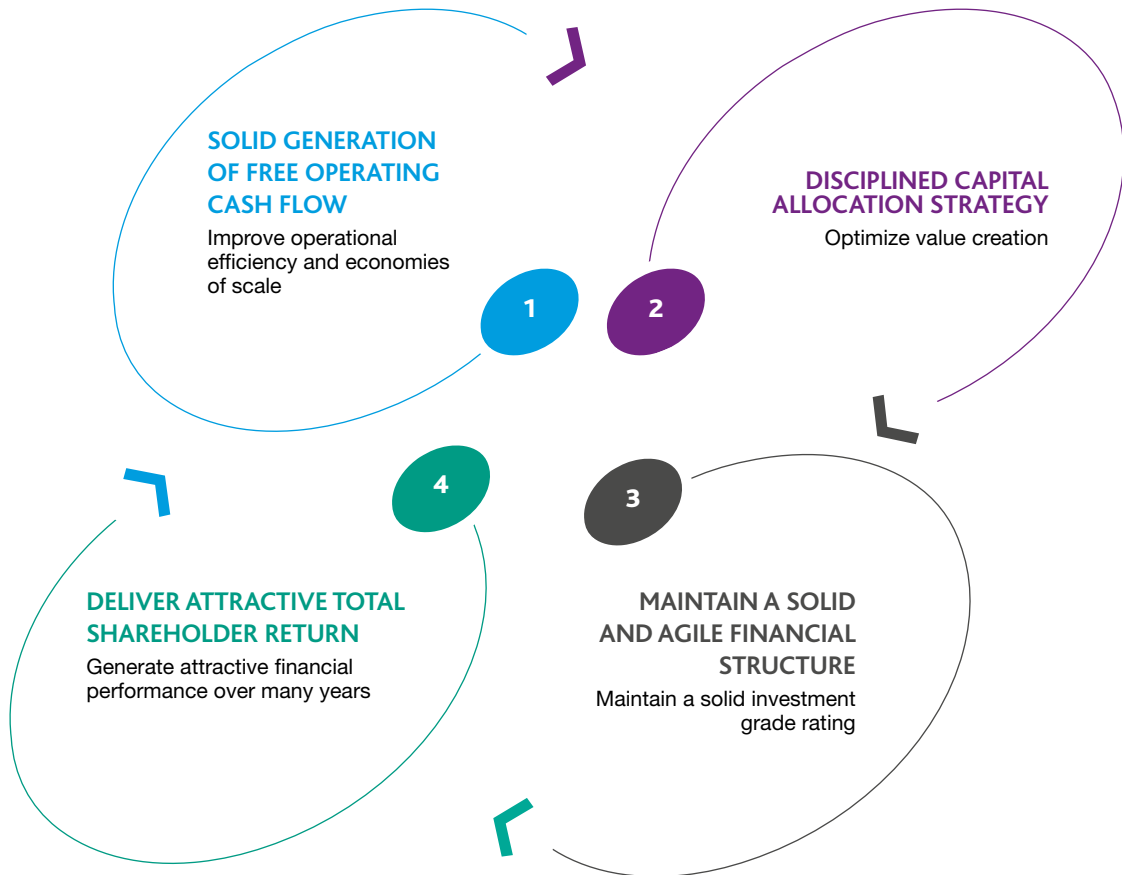 SOLID GENERATION
OF FREE OPERATING
CASH FLOW
Improve operational
efficiency and economies
of scale
1
2
DISCIPLINED CAPITAL
ALLOCATION STRATEGY
Optimize value creation
3
MAINTAIN A SOLID
AND AGILE FINANCIAL
STRUCTURE
Maintain a solid investment
grade rating
4
DELIVER ATTRACTIVE TOTAL
SHAREHOLDER RETURN
Generate attractive financial
performance over many years